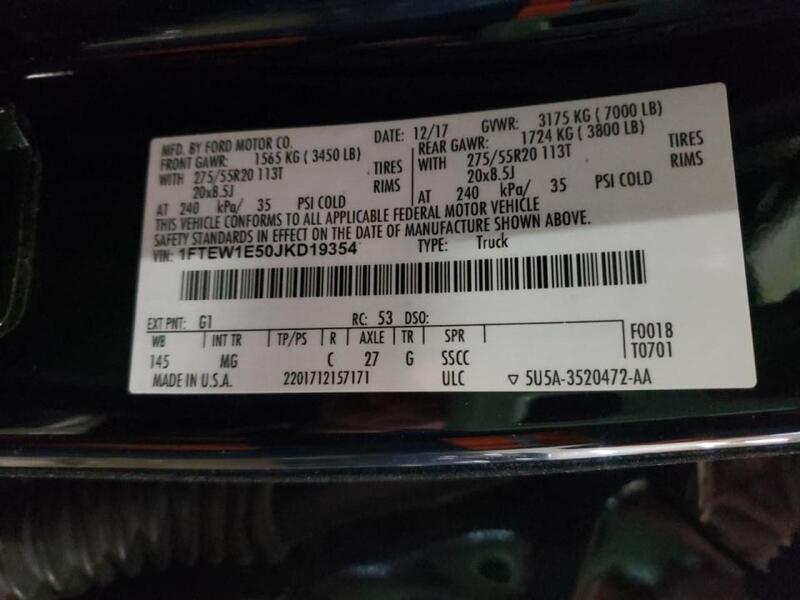 MFD. BY FORD MOTOR CO. DATE: 12/17 GVWR: 3175 KG ( 7000 LB)
FRONT GAWR: 1565 KG ( 3450 LB) REAR GAWR: 1724 KG ( 3800 LB)
WITH 275/55R20 113T TIRES WITH 275/55R20 113T TIRES
20x8.5J RIMS 20x8.5J RIMS
AT 240 kPa/ 35 PSI COLD AT 240 kPa/ 35 PSI COLD
THIS VEHICLE CONFORMS TO ALL APPLICABLE FEDERAL MOTOR VEHICLE
SAFETY STANDARDS IN EFFECT ON THE DATE OF MANUFACTURE SHOWN ABOVE.
VIN: 1FTEW1E50JKD19354 TYPE: Truck
EXT PNT: G1 RC: 53 DSO:
WB INT TR TP/PS R AXLE TR SPR F0018
145 MG C 27 G SSCC T0701
MADE IN U.S.A. 2201712157171 ULC ▽ 5U5A-3520472-AA